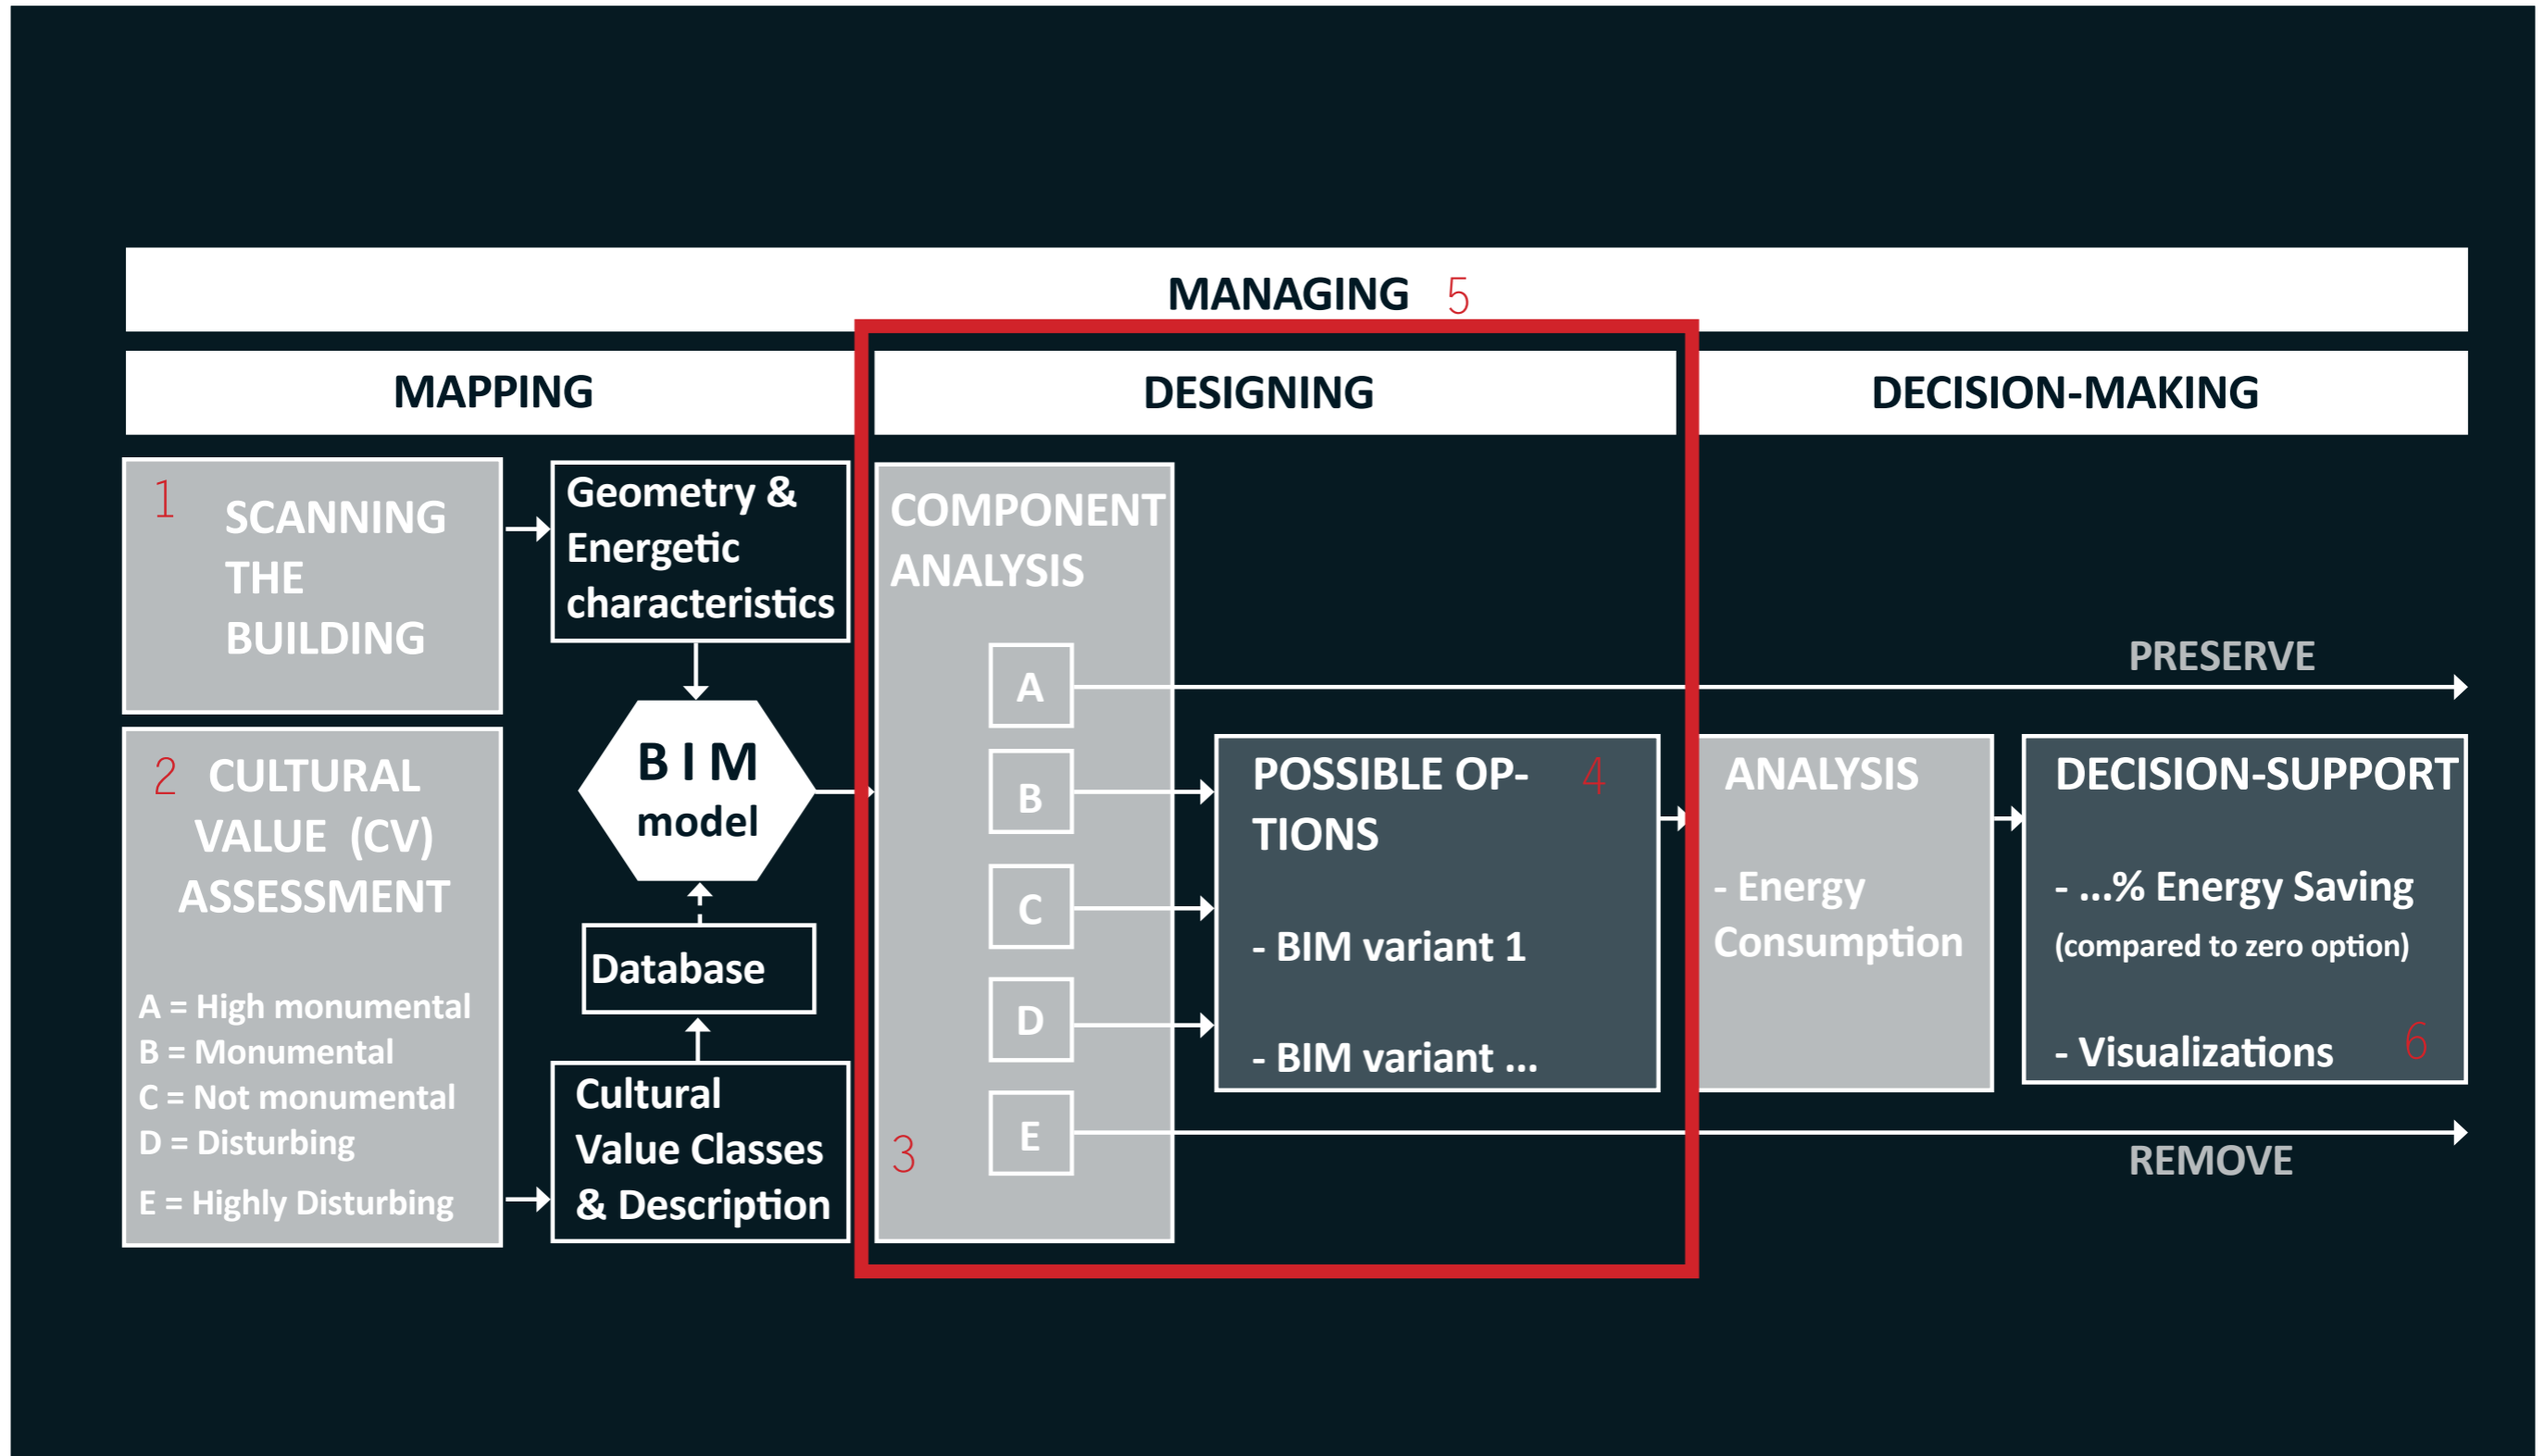 MANAGING 5
MAPPING
DESIGNING
DECISION-MAKING
1 SCANNING
THE
BUILDING
Geometry &
Energetic
characteristics
2 CULTURAL
VALUE (CV)
ASSESSMENT
A = High monumental
B = Monumental
C = Not monumental
D = Disturbing
E = Highly Disturbing
B I M
model
Database
Cultural
Value Classes
& Description
COMPONENT
ANALYSIS
A
B
C
D
E
3
POSSIBLE OP- 4
TIONS
- BIM variant 1
- BIM variant ...
PRESERVE
ANALYSIS
- Energy
Consumption
DECISION-SUPPORT
- ...% Energy Saving
(compared to zero option)
- Visualizations 6
REMOVE